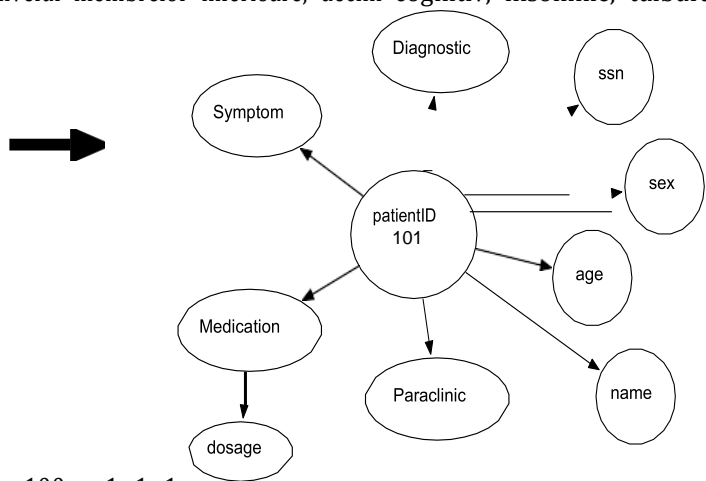 Diagnostic
ssn
Symptom
sex
patientID
101
age
Medication
Paraclinic
name
dosage